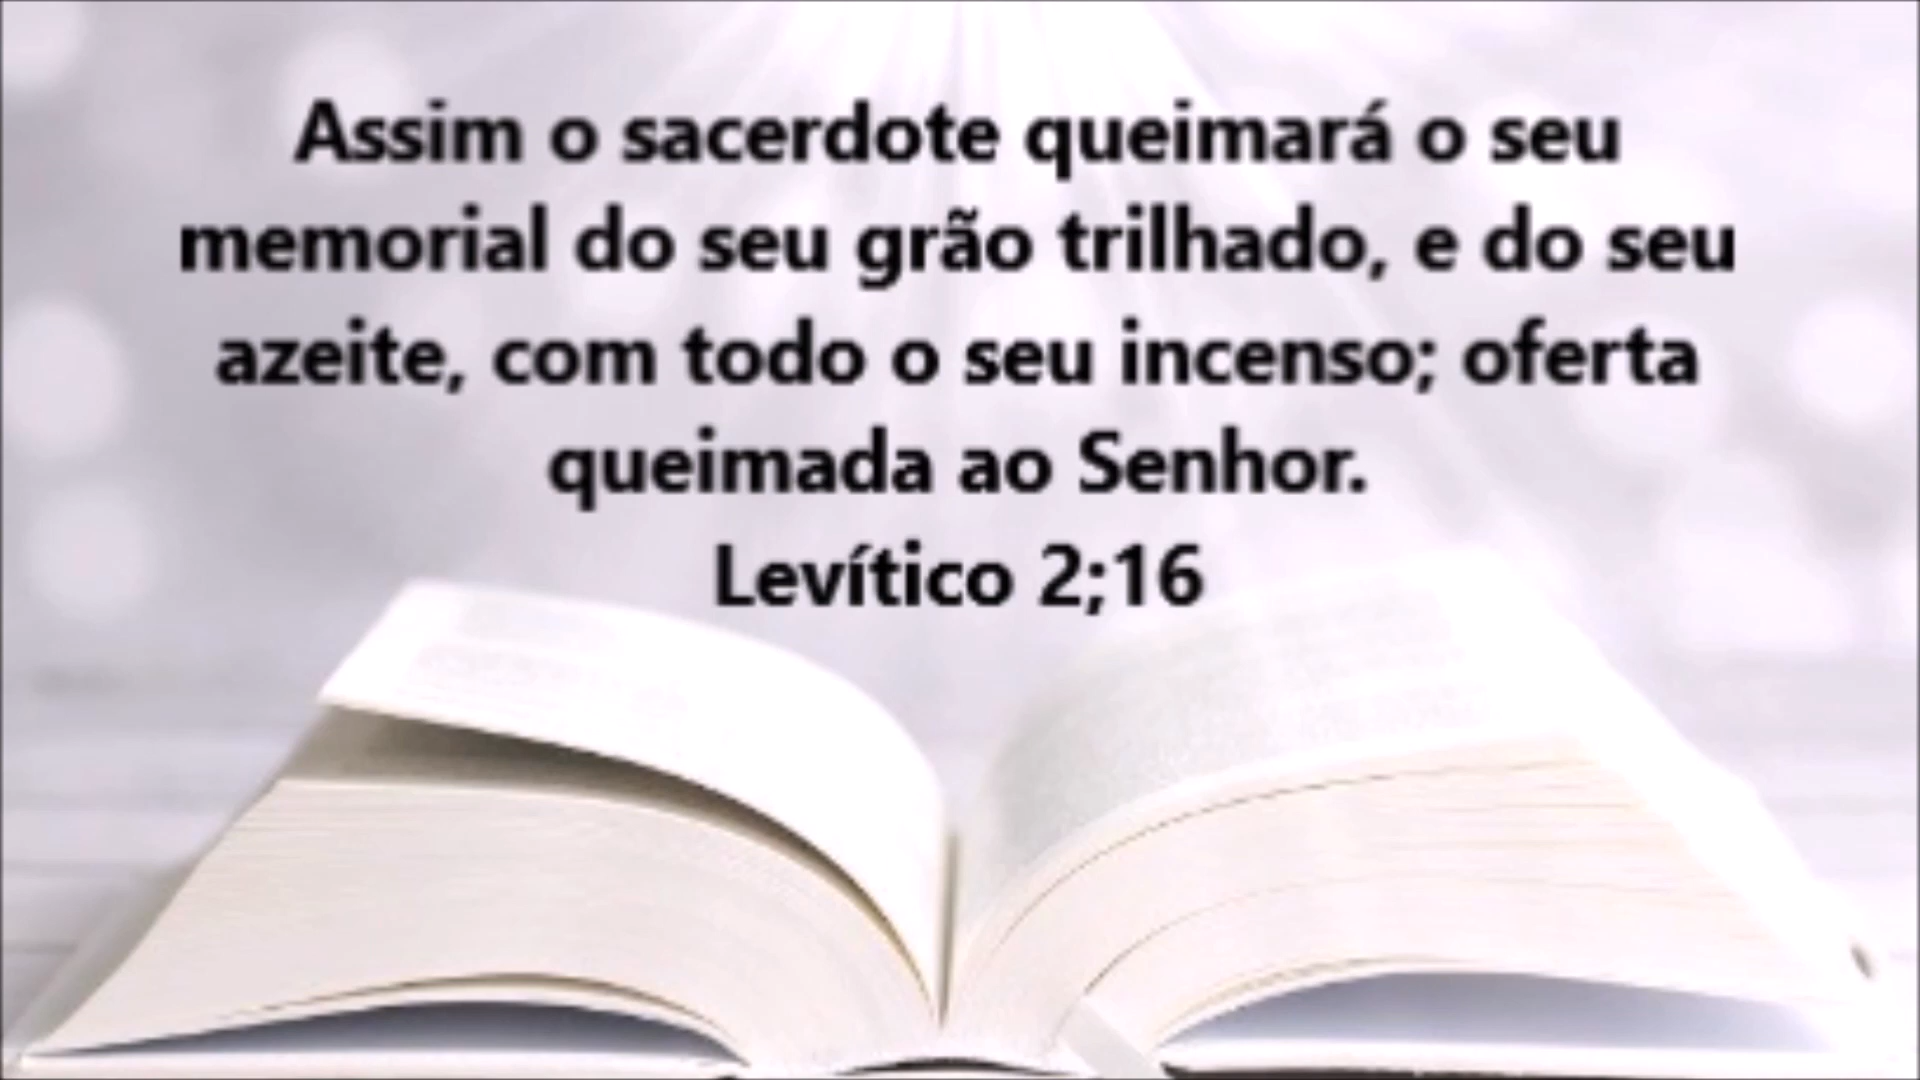 Assim o sacerdote queimará o seu
memorial do seu grão trilhado, e do seu
azeite, com todo o seu incenso; oferta
queimada ao Senhor.
Levítico 2;16